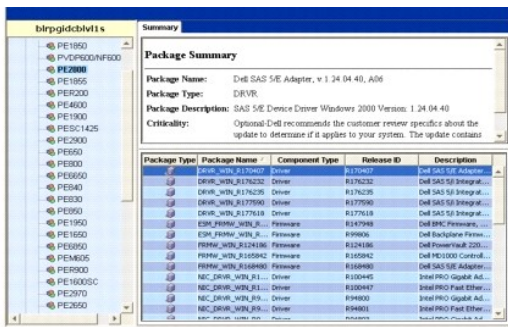 blrpgidcblvl1s
PE1850
PVDP600/NF600
PE2800
PE1855
PER200
PE4600
PE1900
PESC1425
PE2900
PE650
PE800
PE6650
PE840
PE830
PE850
PE1950
PE1650
PE6850
PEM605
PER900
PE1600SC
PE2970
PE2650
Summary
Package Summary
Package Name: Dell SAS 5/E Adapter, v.1.24.04.40, A06
Package Type: DRVR
Package Description: SAS 5/E Device Driver Windows 2000 Version: 1.24.04.40
Criticality: Optional-Dell recommends the customer review specifics about the
update to determine if it applies to your system. The update contains
Package Type Package Name / Component Type Release ID Description
DRVR_WIN_R170407 Driver R170407 Dell SAS 5/E Adapter...
DRVR_WIN_R176232 Driver R176232 Dell SAS 5/i Integrat...
DRVR_WIN_R176235 Driver R176235 Dell SAS 5/i Integrat...
DRVR_WIN_R177590 Driver R177590 Dell SAS 5/i Integrat...
DRVR_WIN_R177618 Driver R177618 Dell SAS 5/i Integrat...
ESM_FRMW_WIN_R... Firmware R147948 Dell BMC Firmware, ...
ESM_FRMW_WIN_R... Firmware R99806 Dell Backplane Firmw...
FRMW_WIN_R124186 Firmware R124186 Dell PowerVault 220...
FRMW_WIN_R165842 Firmware R165842 Dell MD1000 Controll...
FRMW_WIN_R168480 Firmware R168480 Dell SAS 5/E Adapter...
NIC_DRVR_WIN_R1... Driver R100445 Intel PRO Gigabit Ad...
NIC_DRVR_WIN_R1... Driver R100447 Intel PRO Fast Ether...
NIC_DRVR_WIN_R9... Driver R94800 Intel PRO Gigabit Ad...
NIC_DRVR_WIN_R9... Driver R94801 Intel PRO Fast Ether...